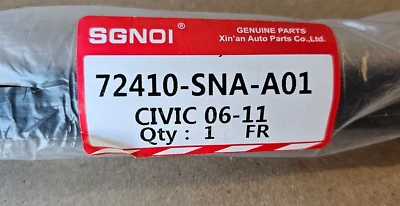 SGNOI
GENUINE PARTS
Xin'an Auto Parts Co.,Ltd.
72410-SNA-A01
CIVIC 06-11
Qty : 1 FR